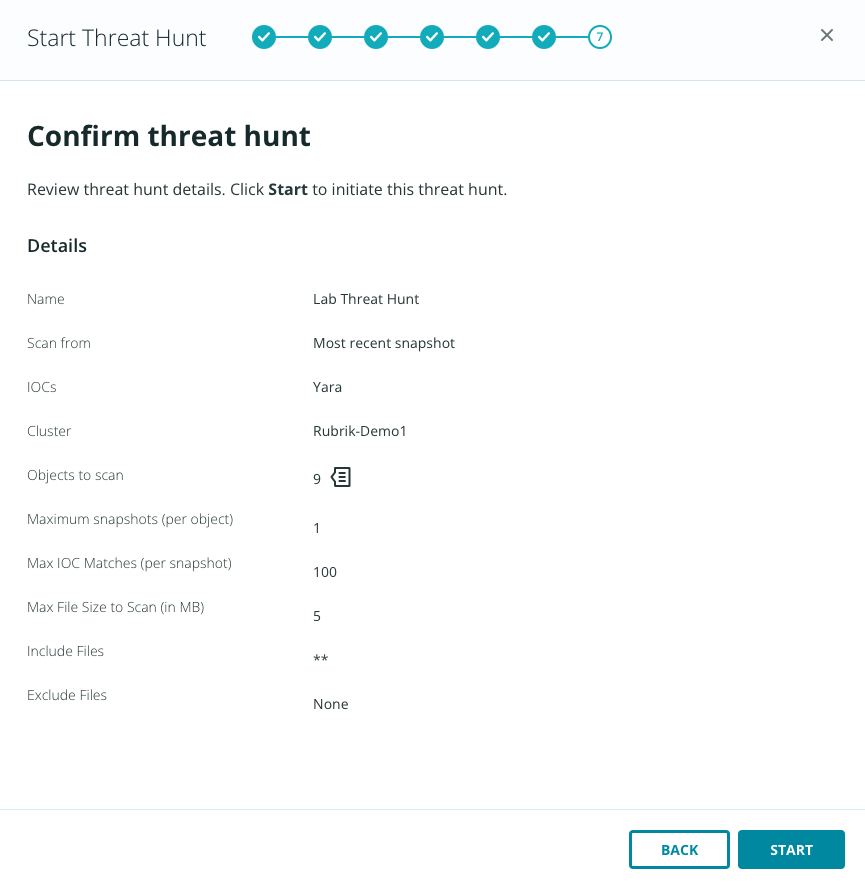 Start Threat Hunt
7
Confirm threat hunt
Review threat hunt details. Click Start to initiate this threat hunt.
Details
Name Lab Threat Hunt
Scan from Most recent snapshot
IOCs Yara
Cluster Rubrik-Demo1
Objects to scan 9
Maximum snapshots (per object) 1
Max IOC Matches (per snapshot) 100
Max File Size to Scan (in MB) 5
Include Files **
Exclude Files None
BACK START